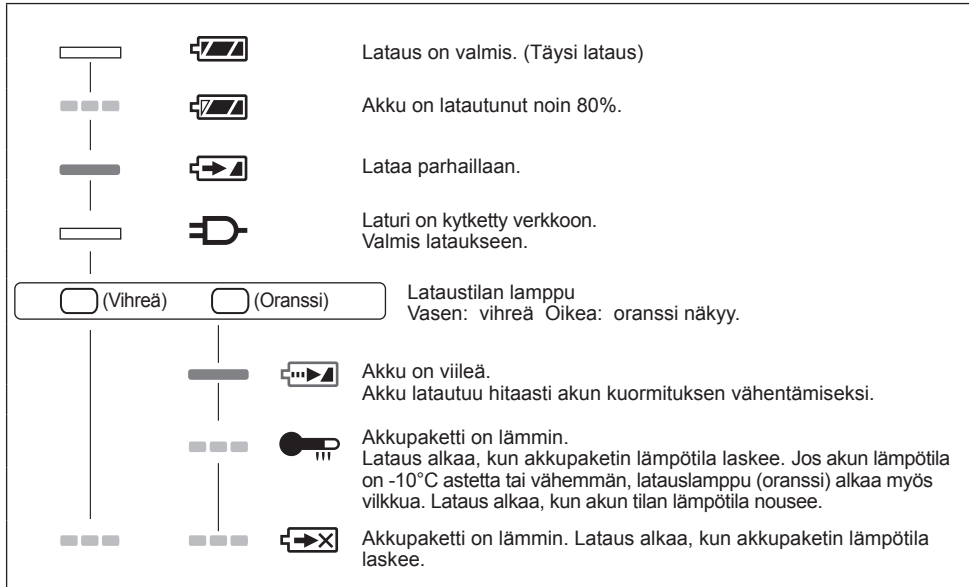 Lataus on valmis. (Täysi lataus)
Akku on latautunut noin 80%.
Lataa parhaillaan.
Laturi on kytketty verkkoon.
Valmis lataukseen.
(Vihreä) (Oranssi)
Lataustilan lamppu
Vasen: vihreä Oikea: oranssi näkyy.
Akku on viileä.
Akku latautuu hitaasti akun kuormituksen vähentämiseksi.
Akkupaketti on lämmin.
Lataus alkaa, kun akkupaketin lämpötila laskee. Jos akun lämpötila
on -10°C astetta tai vähemmän, latauslamppu (oranssi) alkaa myös
vilkkua. Lataus alkaa, kun akun tilan lämpötila nousee.
Akkupaketti on lämmin. Lataus alkaa, kun akkupaketin lämpötila
laskee.